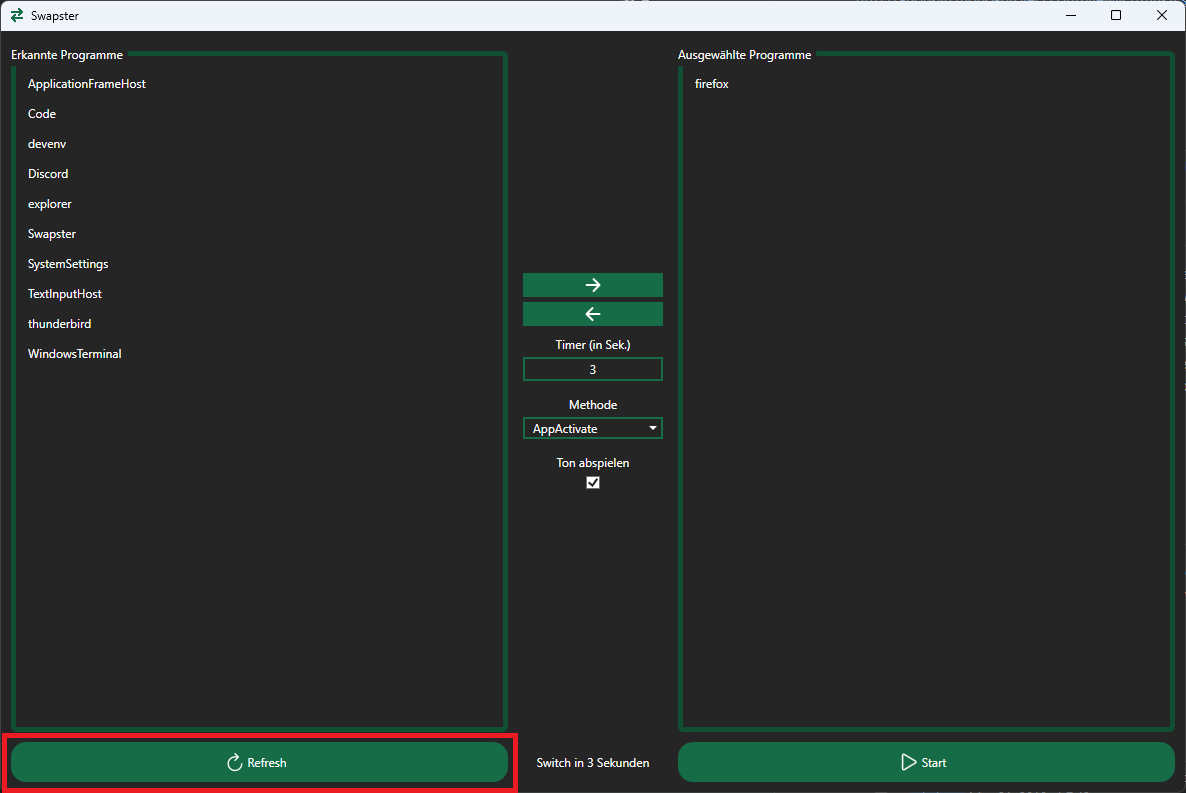 Swapster
Erkannte Programme
ApplicationFrameHost
Code
devenv
Discord
explorer
Swapster
SystemSettings
TextInputHost
thunderbird
WindowsTerminal
Refresh
Timer (in Sek.)
3
Methode
AppActivate
Ton abspielen
Switch in 3 Sekunden
Ausgewählte Programme
firefox
Start